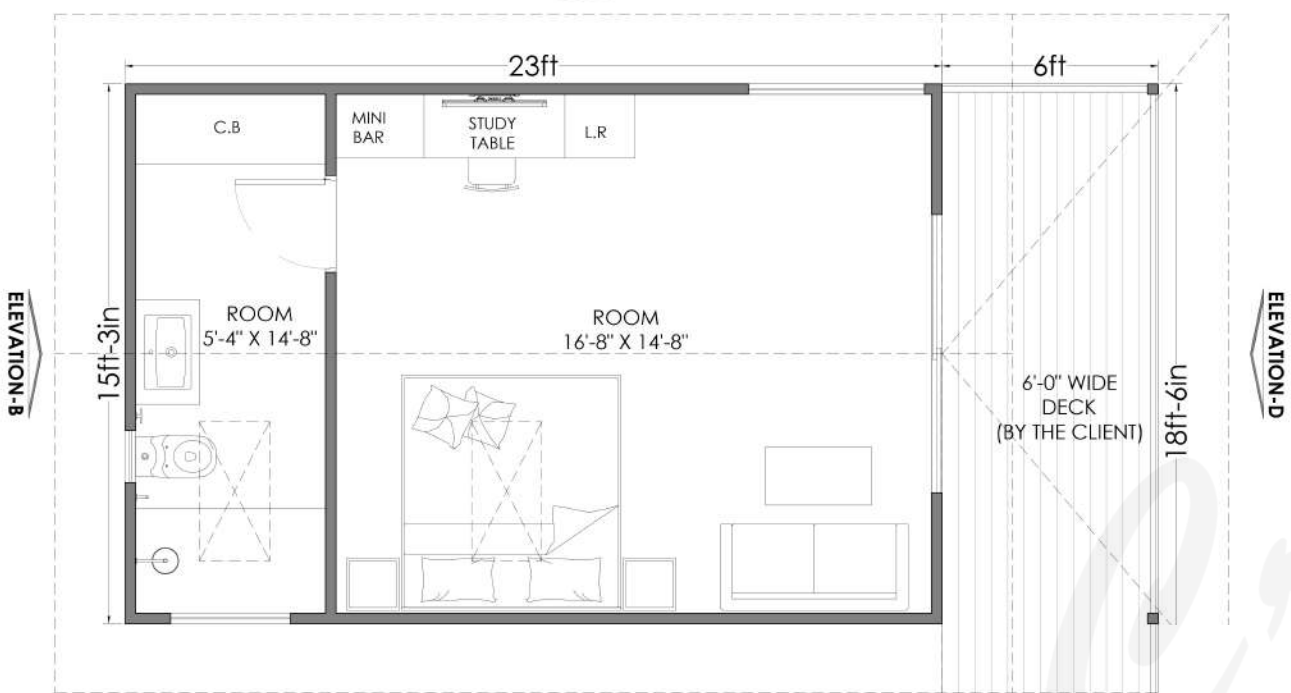 23ft
6ft
C.B
MINI
BAR
STUDY
TABLE
L.R
ELEVATION-B
15ft-3in
ROOM
5'-4" X 14'-8"
ROOM
16'-8" X 14'-8"
6'-0" WIDE
DECK
(BY THE CLIENT)
18ft-6in
ELEVATION-D